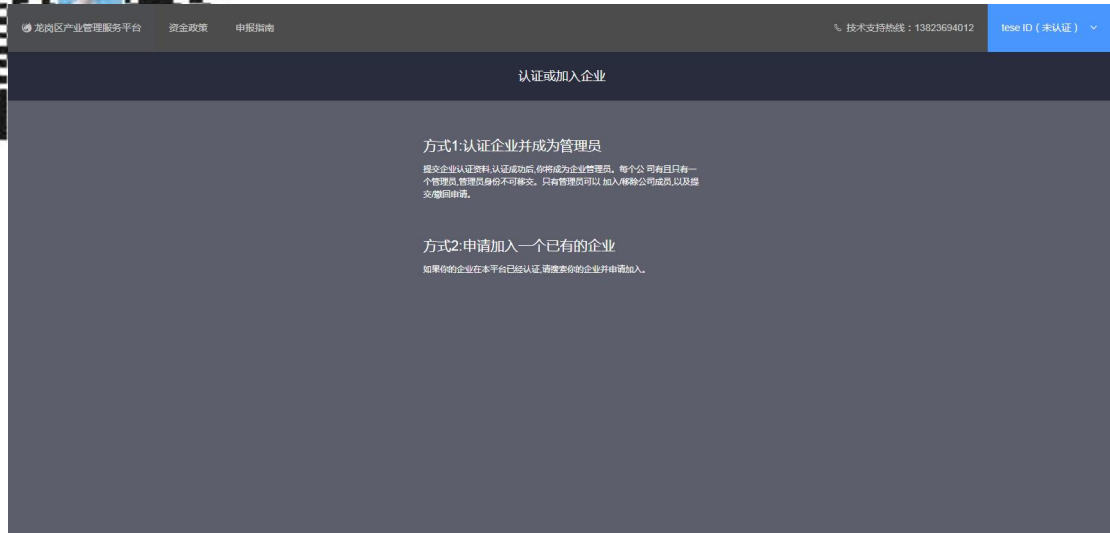 龙岗区产业管理服务平台 资金政策 申报指南 技术支持热线：13823694012 tese ID（未认证）
认证或加入企业
方式1:认证企业并成为管理员
提交企业认证资料,认证成功后,你将成为企业管理员。每个公 司有且只有一
个管理员,管理员身份不可移交。只有管理员可以 加入/移除公司成员,以及提
交/撤回申请。
方式2:申请加入一个已有的企业
如果你的企业在本平台已经认证,请搜索你的企业并申请加入。